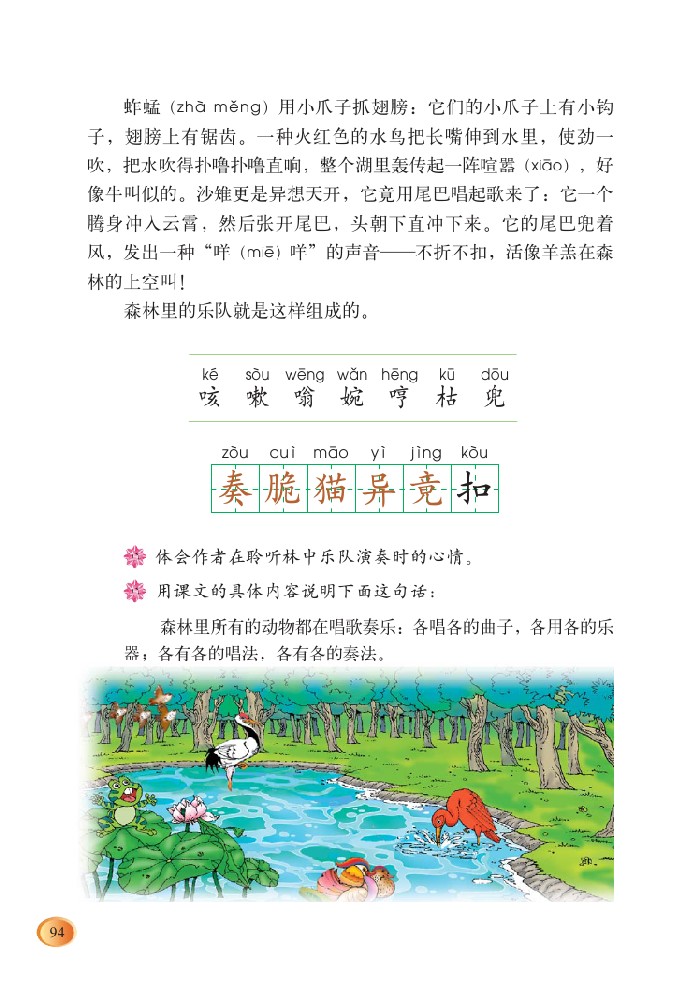 蚱蜢（zhà měng）用小爪子抓翅膀：它们的小爪子上有小钩
子，翅膀上有锯齿。一种火红色的水鸟把长嘴伸到水里，使劲一
吹，把水吹得扑噜扑噜直响，整个湖里轰传起一阵喧嚣（xiāo），好
像牛叫似的。沙雉更是异想天开，它竟用尾巴唱起歌来了：它一个
腾身冲入云霄，然后张开尾巴，头朝下直冲下来。它的尾巴兜着
风，发出一种“咩（miē）咩”的声音——不折不扣，活像羊羔在森
林的上空叫！
森林里的乐队就是这样组成的。
ké sòu wēng wǎn hēng kū dōu
咳 嗽 嗡 婉 哼 枯 兜
zòu cuì māo yì jìng kòu
奏 脆 猫 异 竟 扣
体会作者在聆听林中乐队演奏时的心情。
用课文的具体内容说明下面这句话：
森林里所有的动物都在唱歌奏乐：各唱各的曲子，各用各的乐
器；各有各的唱法，各有各的奏法。
94